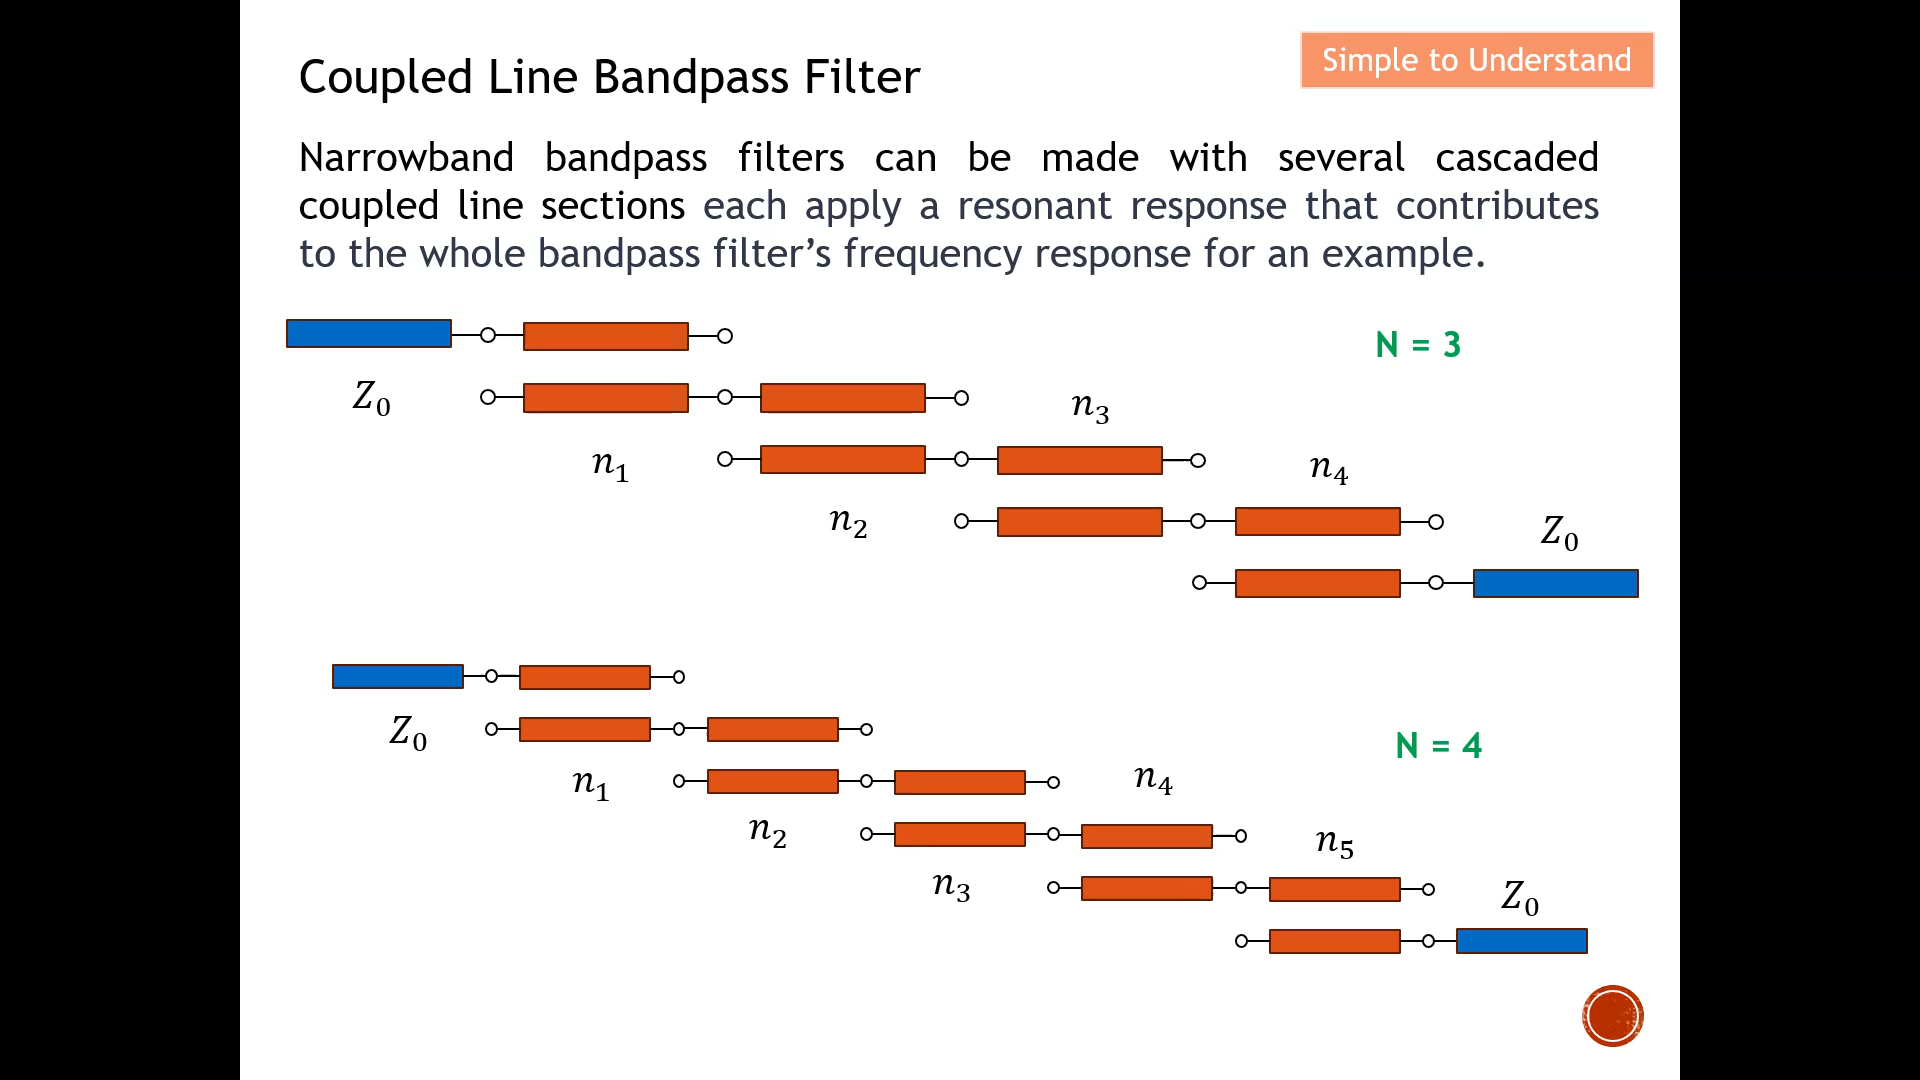 Coupled Line Bandpass Filter
Simple to Understand
Narrowband bandpass filters can be made with several cascaded
coupled line sections each apply a resonant response that contributes
to the whole bandpass filter’s frequency response for an example.
N = 3
Z₀
n₃
n₁
n₄
n₂
Z₀
Z₀
N = 4
n₁
n₄
n₂
n₅
n₃
Z₀